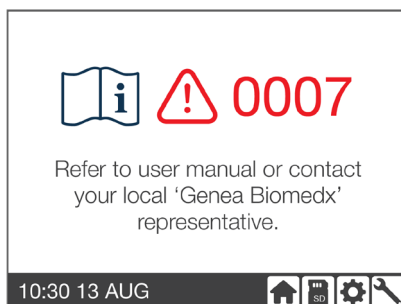 0007
Refer to user manual or contact
your local ‘Genea Biomedx’
representative.
10:30 13 AUG
SD